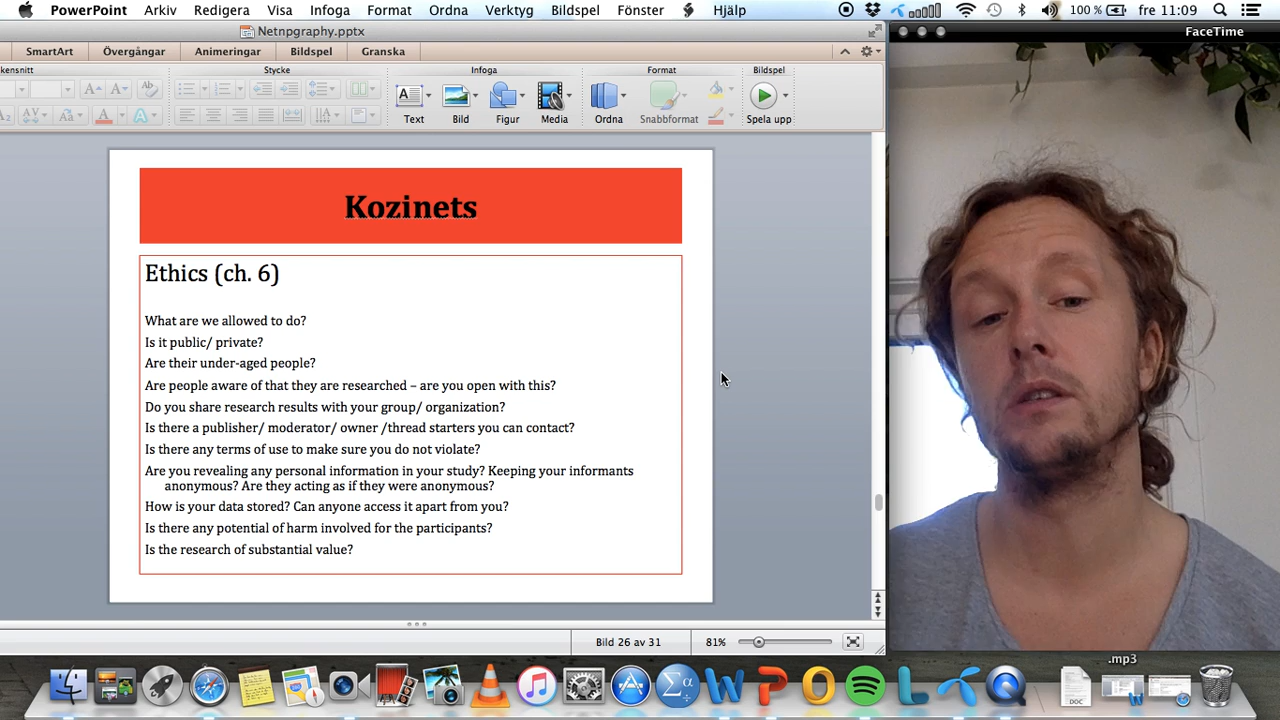 PowerPoint Arkiv Redigera Visa Infoga Format Ordna Verktyg Bildspel Fönster Hjälp 100 % fre 11:09
Netnpgraphy.pptx
FaceTime
SmartArt Övergångar Animeringar Bildspel Granska
kensnitt Stycke Infoga Format Bildspel
Text Bild Figur Media Ordna Snabbformat Spela upp
Kozinets
Ethics (ch. 6)
What are we allowed to do?
Is it public/ private?
Are their under-aged people?
Are people aware of that they are researched – are you open with this?
Do you share research results with your group/ organization?
Is there a publisher/ moderator/ owner /thread starters you can contact?
Is there any terms of use to make sure you do not violate?
Are you revealing any personal information in your study? Keeping your informants
anonymous? Are they acting as if they were anonymous?
How is your data stored? Can anyone access it apart from you?
Is there any potential of harm involved for the participants?
Is the research of substantial value?
Bild 26 av 31 81%
.mp3
DOC